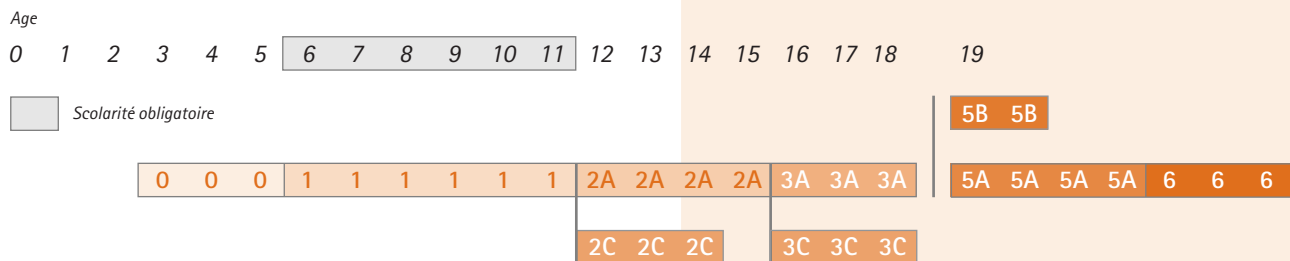 Age
0 1 2 3 4 5 6 7 8 9 10 11 12 13 14 15 16 17 18 19
Scolarité obligatoire
5B 5B
0 0 0 1 1 1 1 1 1 2A 2A 2A 2A 3A 3A 3A 5A 5A 5A 5A 6 6 6
2C 2C 2C 3C 3C 3C